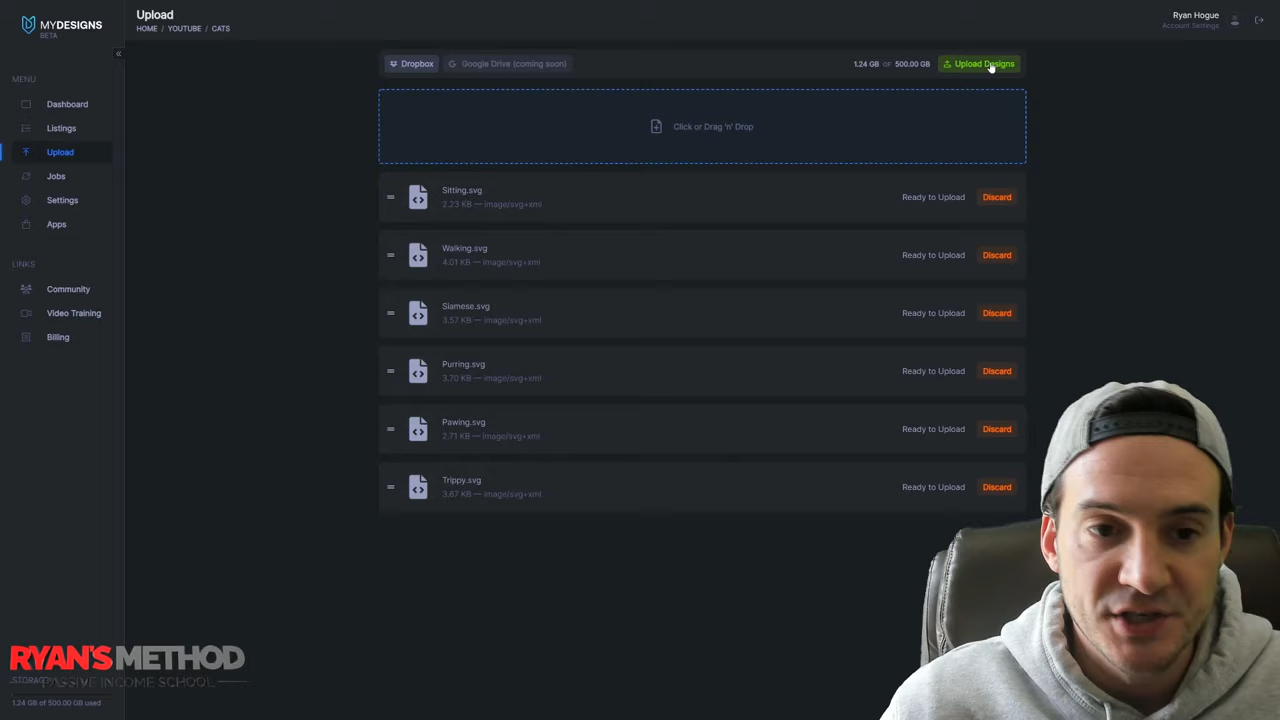 MYDESIGNS
BETA
Upload
HOME / YOUTUBE / CATS
Ryan Hogue
Account Settings
«
MENU
Dashboard
Listings
Upload
Jobs
Settings
Apps
LINKS
Community
Video Training
Billing
Dropbox
Google Drive (coming soon)
1.24 GB OF 500.00 GB
Upload Designs
Click or Drag 'n' Drop
Sitting.svg
2.23 KB — image/svg+xml
Ready to Upload
Discard
Walking.svg
4.01 KB — image/svg+xml
Ready to Upload
Discard
Siamese.svg
3.57 KB — image/svg+xml
Ready to Upload
Discard
Purring.svg
3.70 KB — image/svg+xml
Ready to Upload
Discard
Pawing.svg
2.71 KB — image/svg+xml
Ready to Upload
Discard
Trippy.svg
3.67 KB — image/svg+xml
Ready to Upload
Discard
RYAN'S METHOD
PASSIVE INCOME SCHOOL
STORAGE
1.24 GB of 500.00 GB used